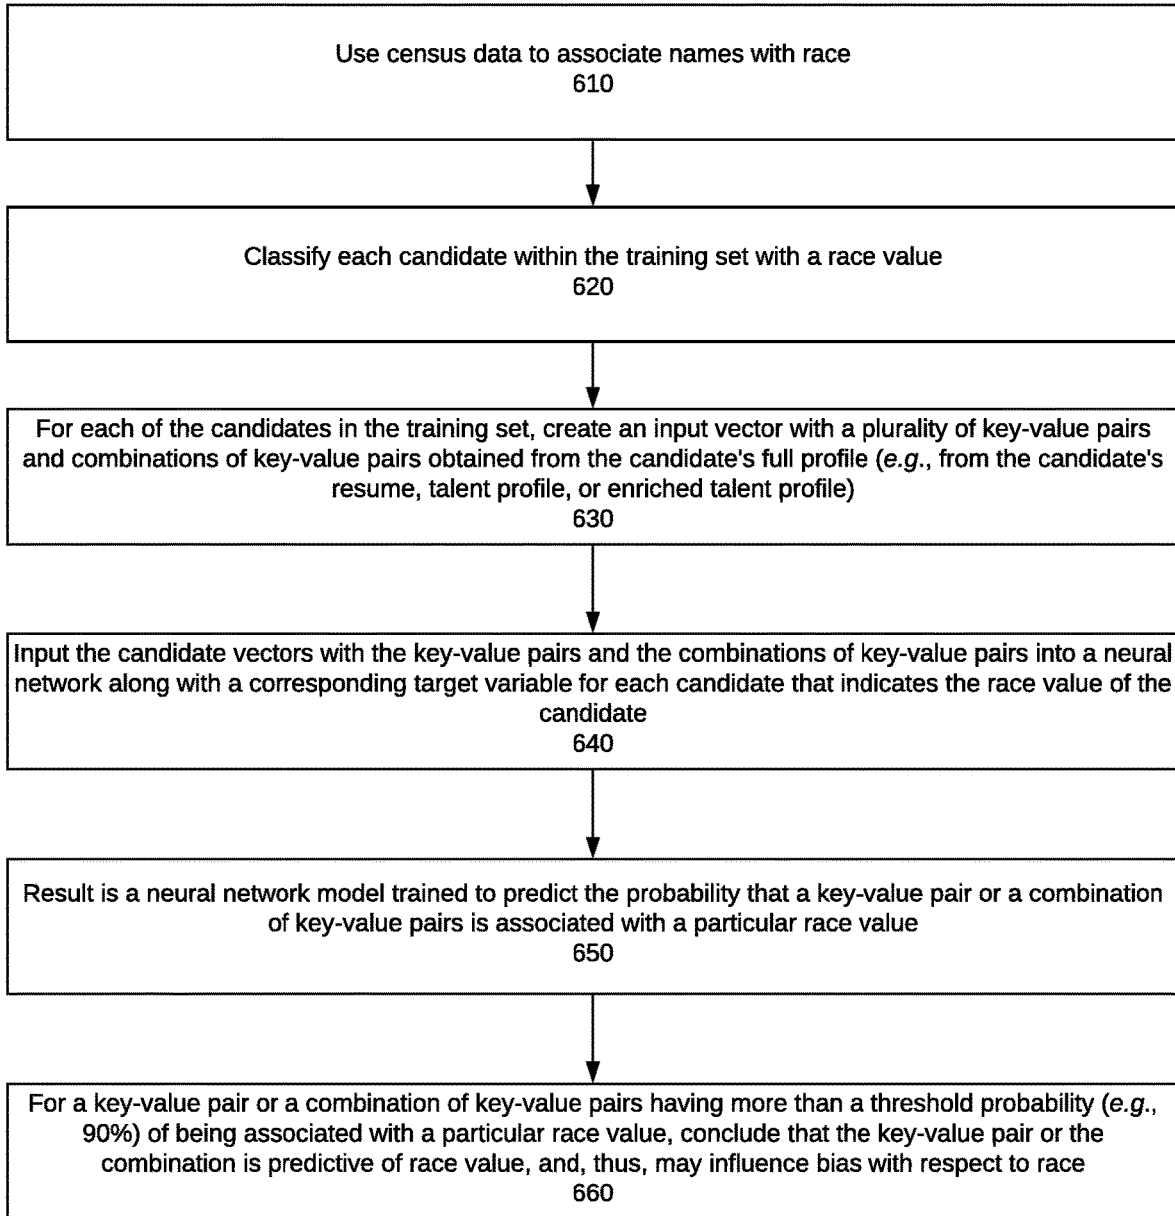 Use census data to associate names with race
610
Classify each candidate within the training set with a race value
620
For each of the candidates in the training set, create an input vector with a plurality of key-value pairs
and combinations of key-value pairs obtained from the candidate's full profile (e.g., from the candidate's
resume, talent profile, or enriched talent profile)
630
Input the candidate vectors with the key-value pairs and the combinations of key-value pairs into a neural
network along with a corresponding target variable for each candidate that indicates the race value of the
candidate
640
Result is a neural network model trained to predict the probability that a key-value pair or a combination
of key-value pairs is associated with a particular race value
650
For a key-value pair or a combination of key-value pairs having more than a threshold probability (e.g.,
90%) of being associated with a particular race value, conclude that the key-value pair or the
combination is predictive of race value, and, thus, may influence bias with respect to race
660